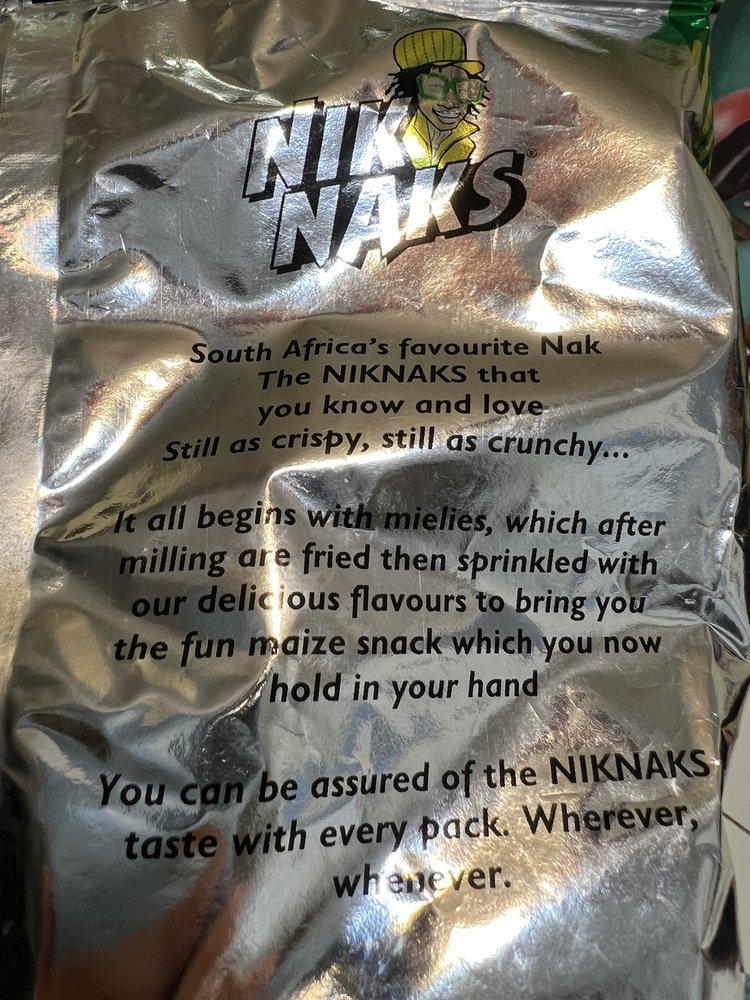 NIK
NAKS®
South Africa's favourite Nak
The NIKNAKS that
you know and love
Still as crispy, still as crunchy...
It all begins with mielies, which after
milling are fried then sprinkled with
our delicious flavours to bring you
the fun maize snack which you now
hold in your hand
You can be assured of the NIKNAKS
taste with every pack. Wherever,
whenever.